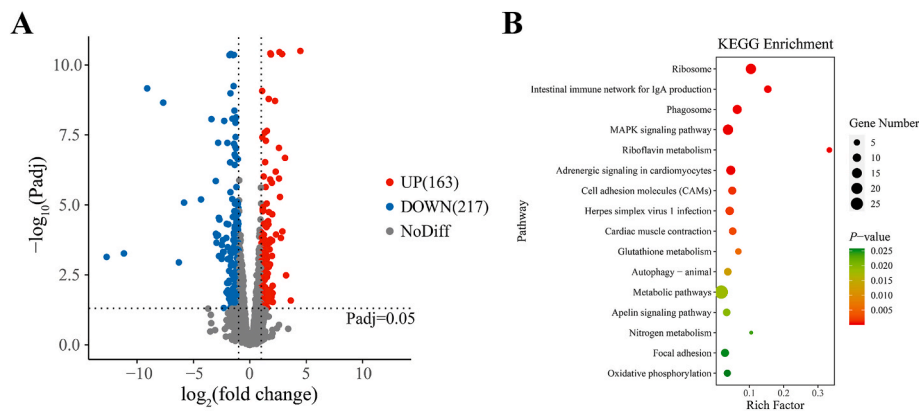 A
10.0
7.5
5.0
2.5
0.0
−log10(Padj)
−10
−5
0
5
10
log2(fold change)
UP(163)
DOWN(217)
NoDiff
Padj=0.05
B
KEGG Enrichment
Pathway
Ribosome
Intestinal immune network for IgA production
Phagosome
MAPK signaling pathway
Riboflavin metabolism
Adrenergic signaling in cardiomyocytes
Cell adhesion molecules (CAMs)
Herpes simplex virus 1 infection
Cardiac muscle contraction
Glutathione metabolism
Autophagy − animal
Metabolic pathways
Apelin signaling pathway
Nitrogen metabolism
Focal adhesion
Oxidative phosphorylation
0.1
0.2
0.3
Rich Factor
Gene Number
5
10
15
20
25
P−value
0.025
0.020
0.015
0.010
0.005